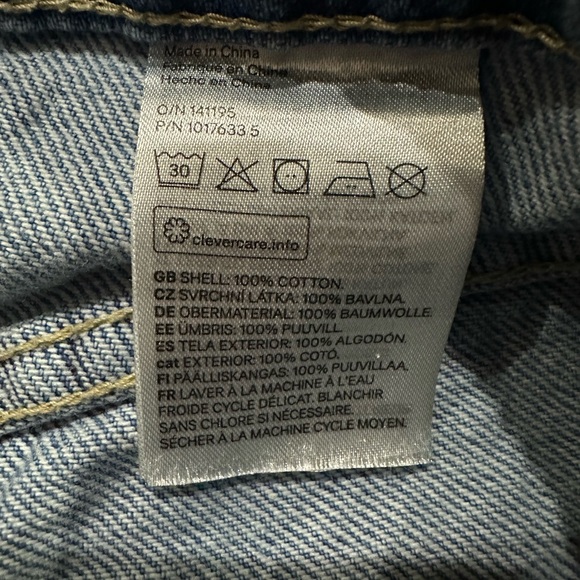 Made in China
Fabriqué en Chine
Hecho en China
O/N 141195
P/N 1017633 5
30
clevercare.info
GB SHELL: 100% COTTON.
CZ SVRCHNÍ LÁTKA: 100% BAVLNA.
DE OBERMATERIAL: 100% BAUMWOLLE.
EE ÜMBRIS: 100% PUUVILL.
ES TELA EXTERIOR: 100% ALGODÓN.
cat EXTERIOR: 100% COTÓ.
FI PÄÄLLISKANGAS: 100% PUUVILLAA.
FR LAVER À LA MACHINE À L'EAU
FROIDE CYCLE DÉLICAT. BLANCHIR
SANS CHLORE SI NÉCESSAIRE.
SÉCHER À LA MACHINE CYCLE MOYEN.